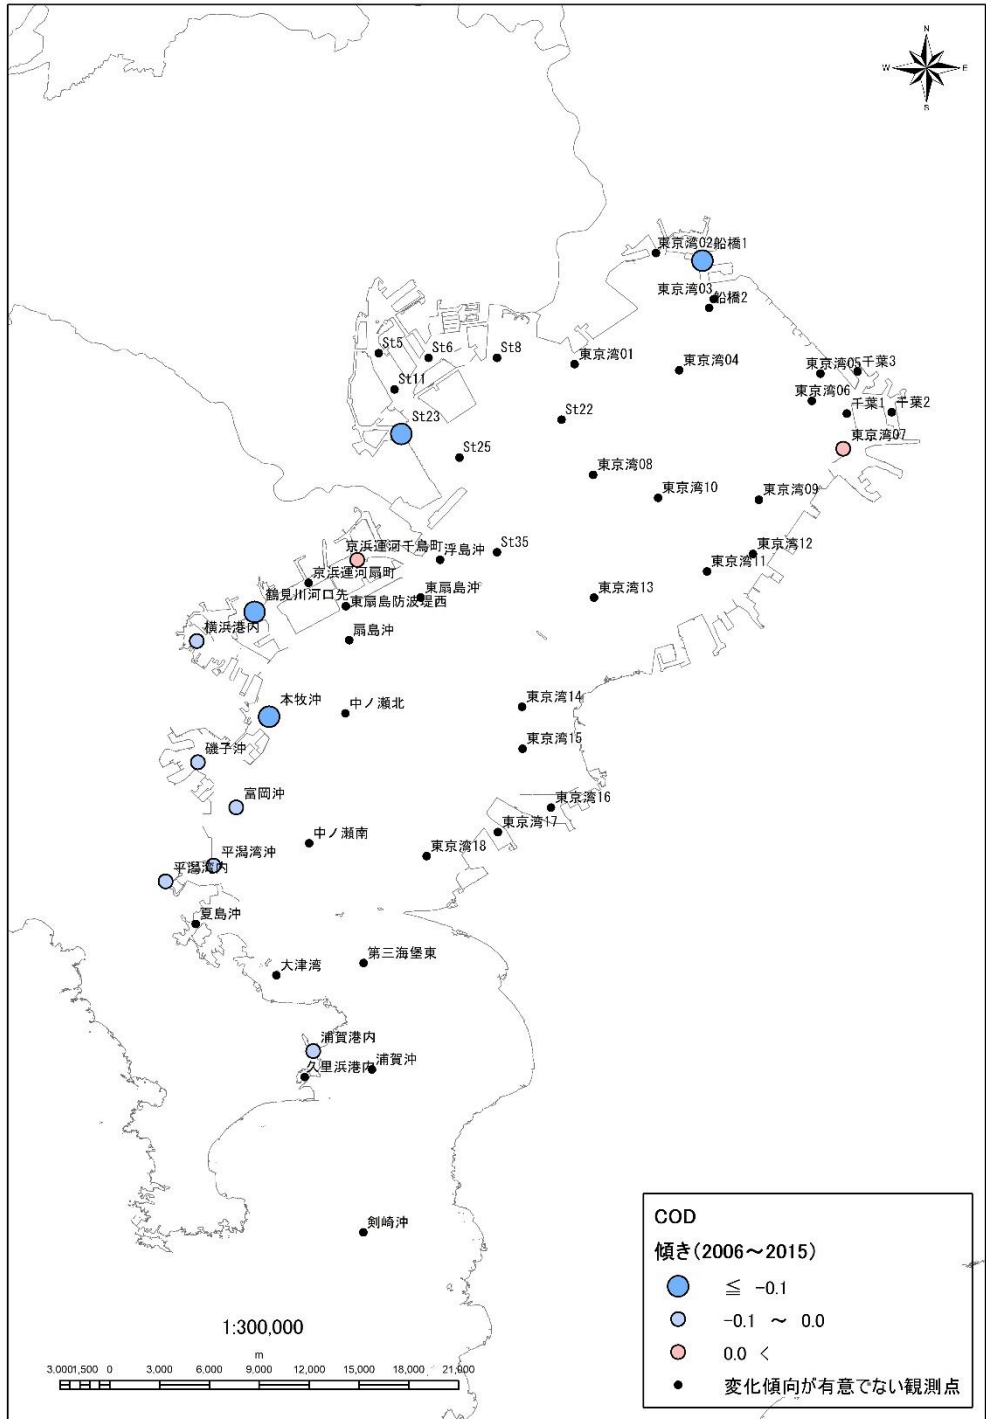 N
W
E
S
東京湾02
船橋1
東京湾03
船橋2
St5
St6
St8
東京湾01
東京湾04
東京湾05
千葉3
St11
東京湾06
千葉1
千葉2
St23
St22
東京湾07
St25
東京湾08
東京湾10
東京湾09
京浜運河千鳥町
浮島沖
St35
東京湾12
京浜運河扇町
東京湾11
鶴見川河口先
東扇島防波堤西
東扇島沖
東京湾13
横浜港内
扇島沖
本牧沖
中ノ瀬北
東京湾14
磯子沖
東京湾15
富岡沖
東京湾16
中ノ瀬南
東京湾17
平潟湾沖
平潟湾内
東京湾18
夏島沖
大津湾
第三海堡東
浦賀港内
久里浜港内
浦賀沖
剣崎沖
COD
傾き(2006～2015)
≦ -0.1
-0.1 ～ 0.0
0.0 <
変化傾向が有意でない観測点
1:300,000
m
3,000 1,500 0 3,000 6,000 9,000 12,000 15,000 18,000 21,000